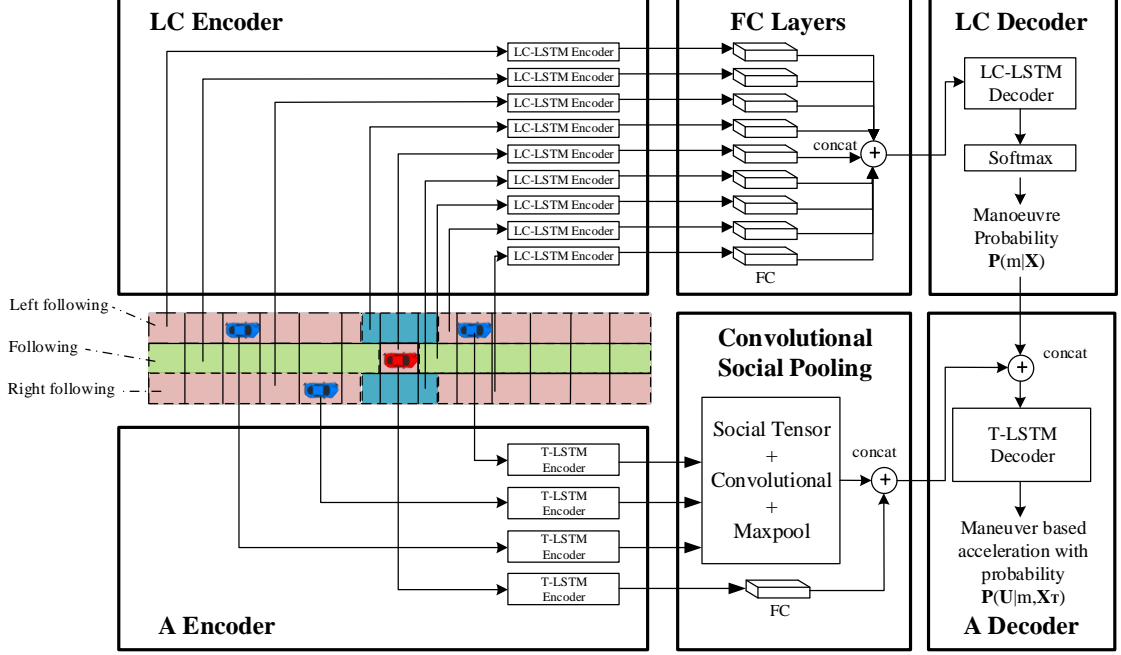 LC Encoder
LC-LSTM Encoder
LC-LSTM Encoder
LC-LSTM Encoder
LC-LSTM Encoder
LC-LSTM Encoder
LC-LSTM Encoder
LC-LSTM Encoder
LC-LSTM Encoder
LC-LSTM Encoder
FC Layers
concat
+
FC
LC Decoder
LC-LSTM
Decoder
Softmax
Manoeuvre
Probability
P(m|X)
Left following
Following
Right following
T-LSTM
Encoder
T-LSTM
Encoder
T-LSTM
Encoder
T-LSTM
Encoder
A Encoder
Convolutional
Social Pooling
Social Tensor
+
Convolutional
+
Maxpool
concat
+
FC
concat
+
T-LSTM
Decoder
Maneuver based
acceleration with
probability
P(U|m,XT)
A Decoder